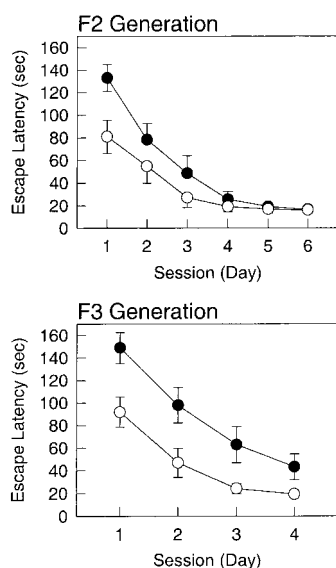 F2 Generation
160
140
120
100
80
60
40
20
0
Escape Latency (sec)
1 2 3 4 5 6
Session (Day)
F3 Generation
160
140
120
100
80
60
40
20
0
Escape Latency (sec)
1 2 3 4
Session (Day)